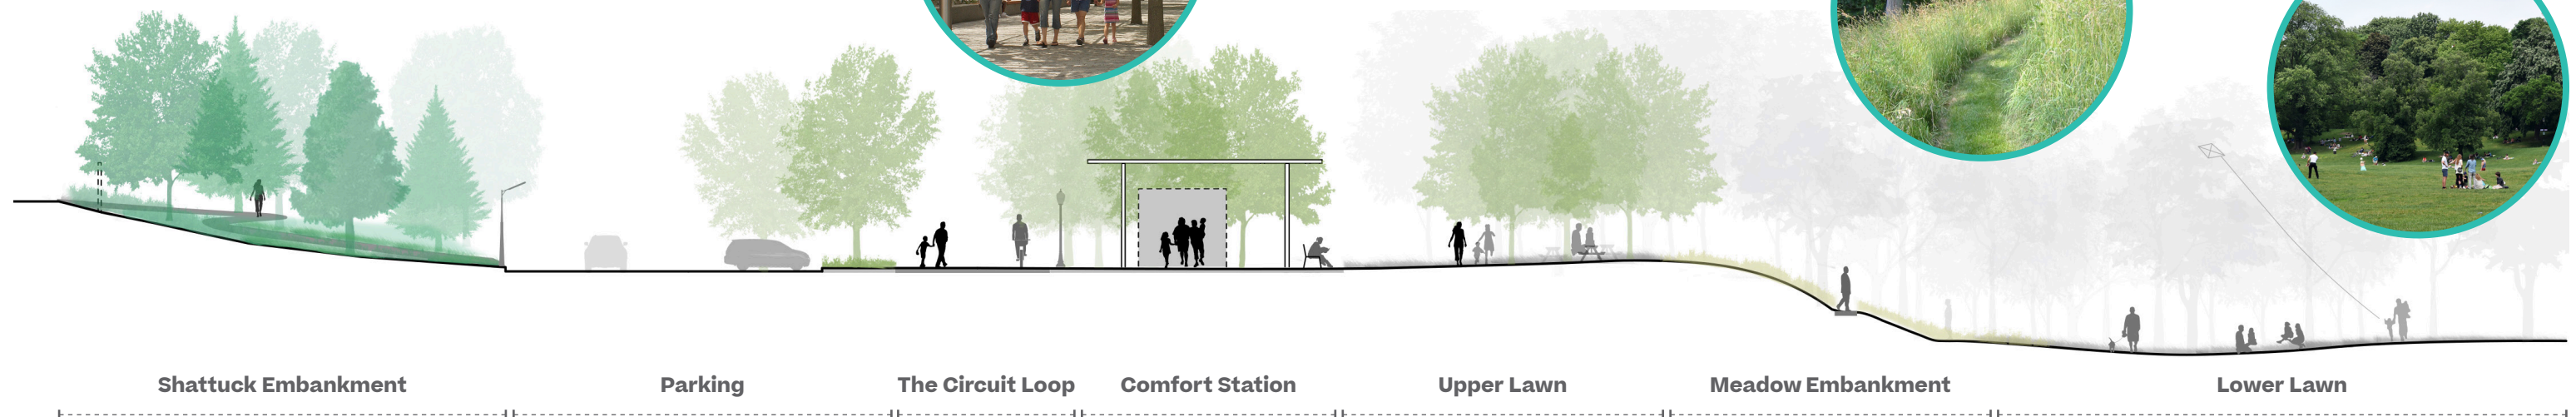 Shattuck Embankment
Parking
The Circuit Loop
Comfort Station
Upper Lawn
Meadow Embankment
Lower Lawn